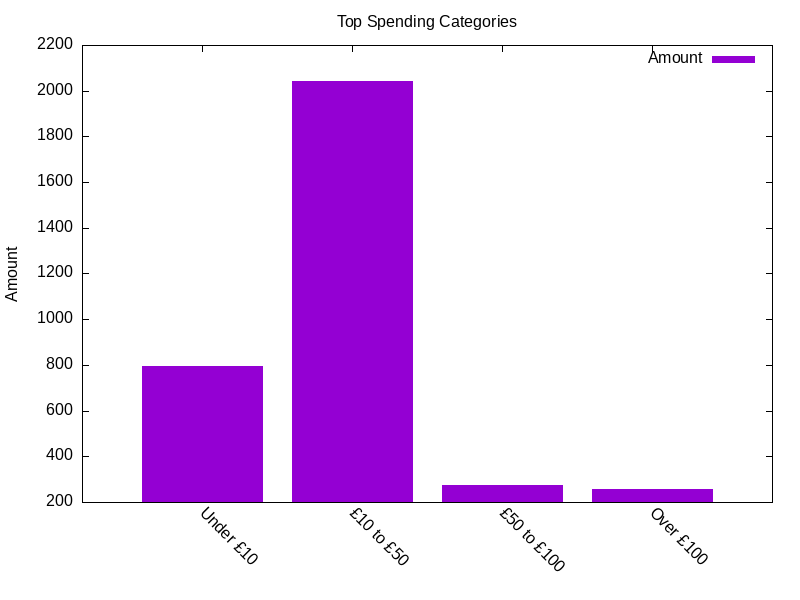 Top Spending Categories
Amount
2200
2000
1800
1600
1400
1200
1000
800
600
400
200
Amount
Under £10
£10 to £50
£50 to £100
Over £100